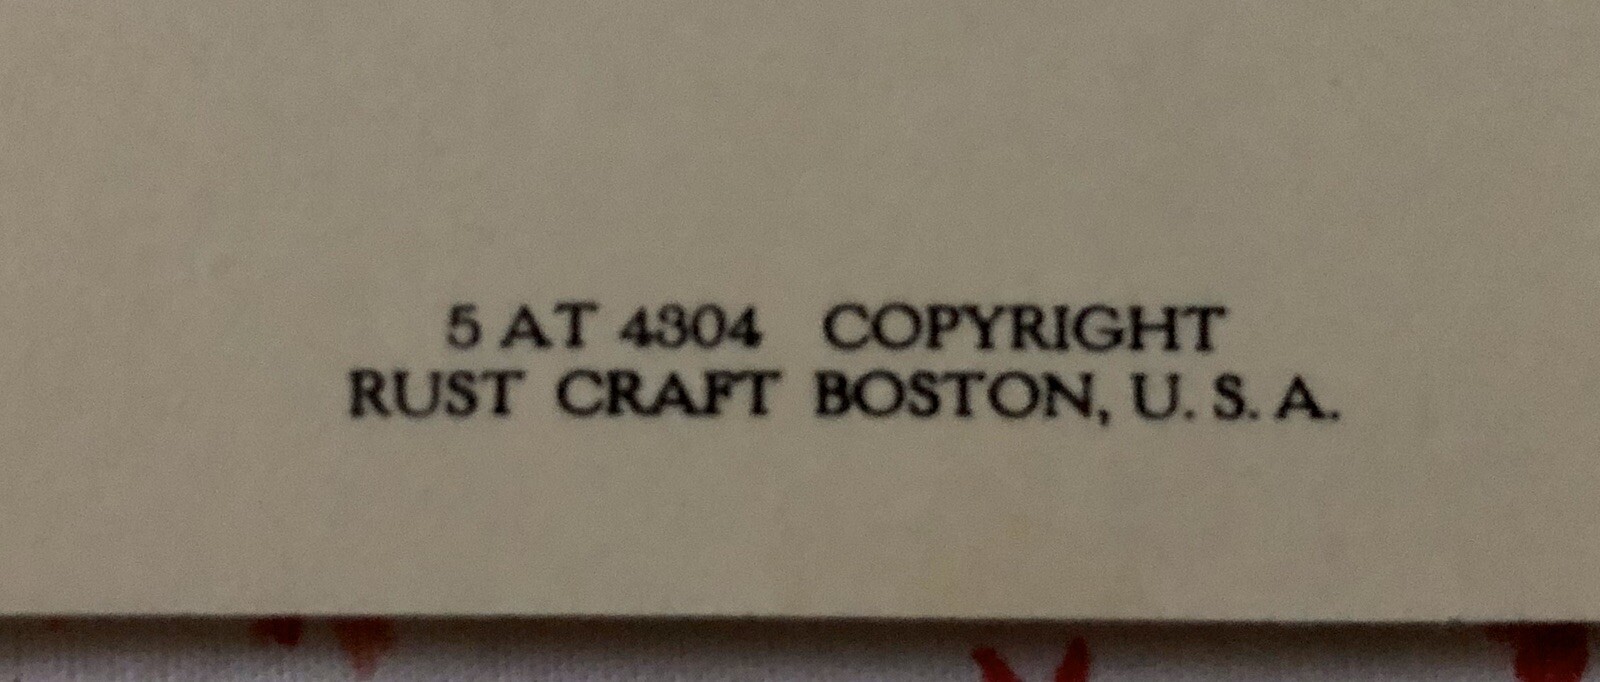 5 AT 4304 COPYRIGHT
RUST CRAFT BOSTON, U. S. A.